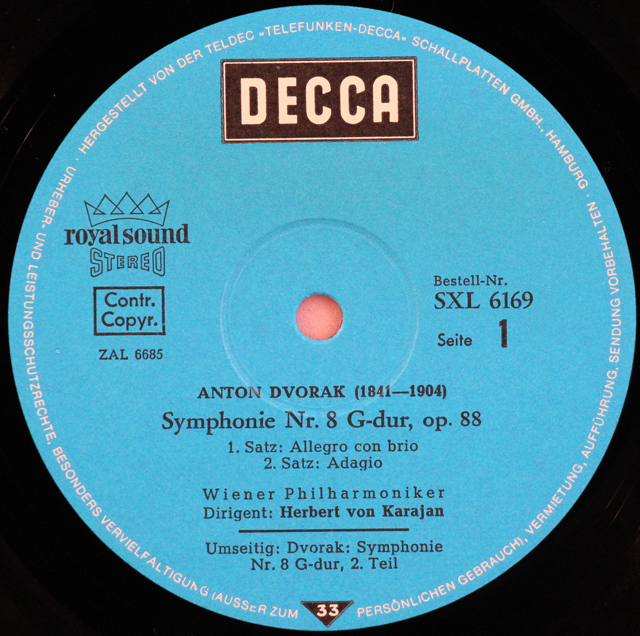 · HERGESTELLT VON DER TELDEC »TELEFUNKEN-DECCA« SCHALLPLATTEN GMBH., HAMBURG ·
DECCA
royal sound
STEREO
Contr.
Copyr.
ZAL 6685
Bestell-Nr.
SXL 6169
Seite 1
ANTON DVORAK (1841—1904)
Symphonie Nr. 8 G-dur, op. 88
1. Satz: Allegro con brio
2. Satz: Adagio
Wiener Philharmoniker
Dirigent: Herbert von Karajan
Umseitig: Dvorak: Symphonie
Nr. 8 G-dur, 2. Teil
URHEBER- UND LEISTUNGSSCHUTZRECHTE, BESONDERS VERVIELFÄLTIGUNG (AUSSER ZUM PERSÖNLICHEN GEBRAUCH), VERMIETUNG, AUFFÜHRUNG, SENDUNG VORBEHALTEN
33